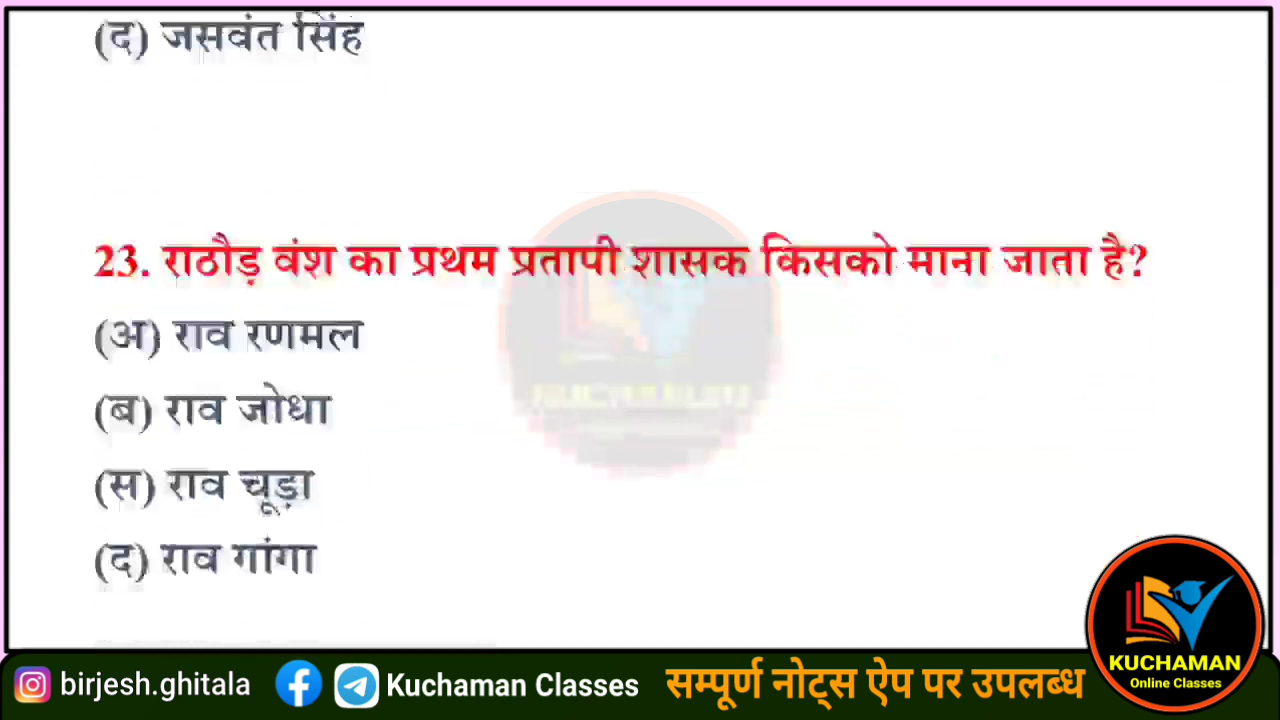 (द) जसवंत सिंह
23. राठौड़ वंश का प्रथम प्रतापी शासक किसको माना जाता है?
(अ) राव रणमल
(ब) राव जोधा
(स) राव चूड़ा
(द) राव गांगा
KUCHAMAN
Online Classes
birjesh.ghitala
Kuchaman Classes
सम्पूर्ण नोट्स ऐप पर उपलब्ध